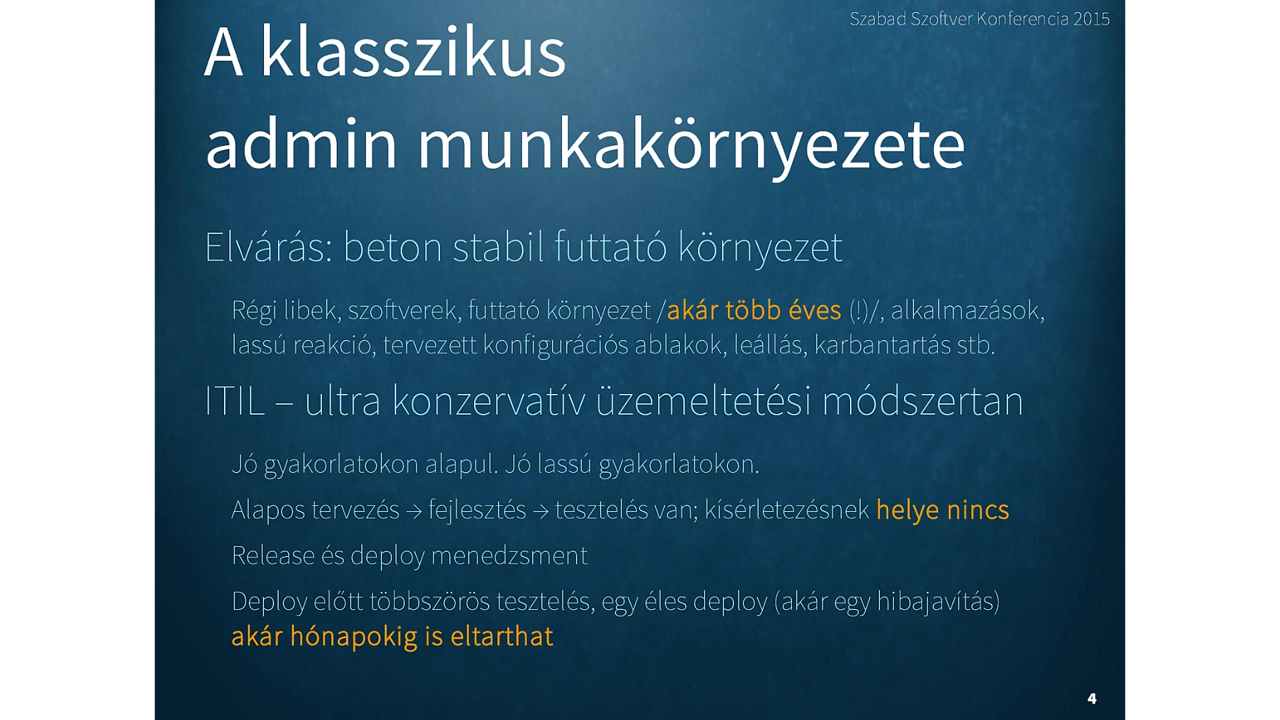 Szabad Szoftver Konferencia 2015
A klasszikus
admin munkakörnyezete
Elvárás: beton stabil futtató környezet
Régi libek, szoftverek, futtató környezet /akár több éves (!)/, alkalmazások,
lassú reakció, tervezett konfigurációs ablakok, leállás, karbantartás stb.
ITIL – ultra konzervatív üzemeltetési módszertan
Jó gyakorlatokon alapul. Jó lassú gyakorlatokon.
Alapos tervezés → fejlesztés → tesztelés van; kísérletezésnek helye nincs
Release és deploy menedzsment
Deploy előtt többszörös tesztelés, egy éles deploy (akár egy hibajavítás)
akár hónapokig is eltarthat
4